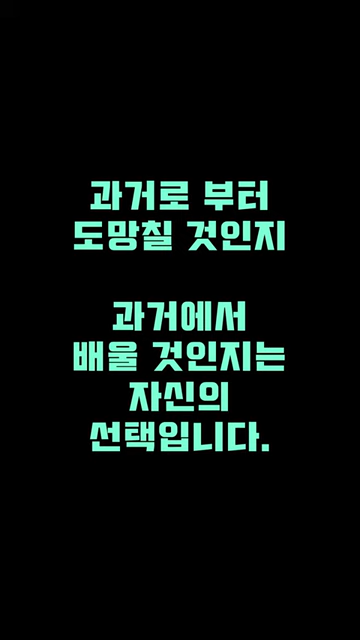 과거로 부터
도망칠 것인지
과거에서
배울 것인지는
자신의
선택입니다.